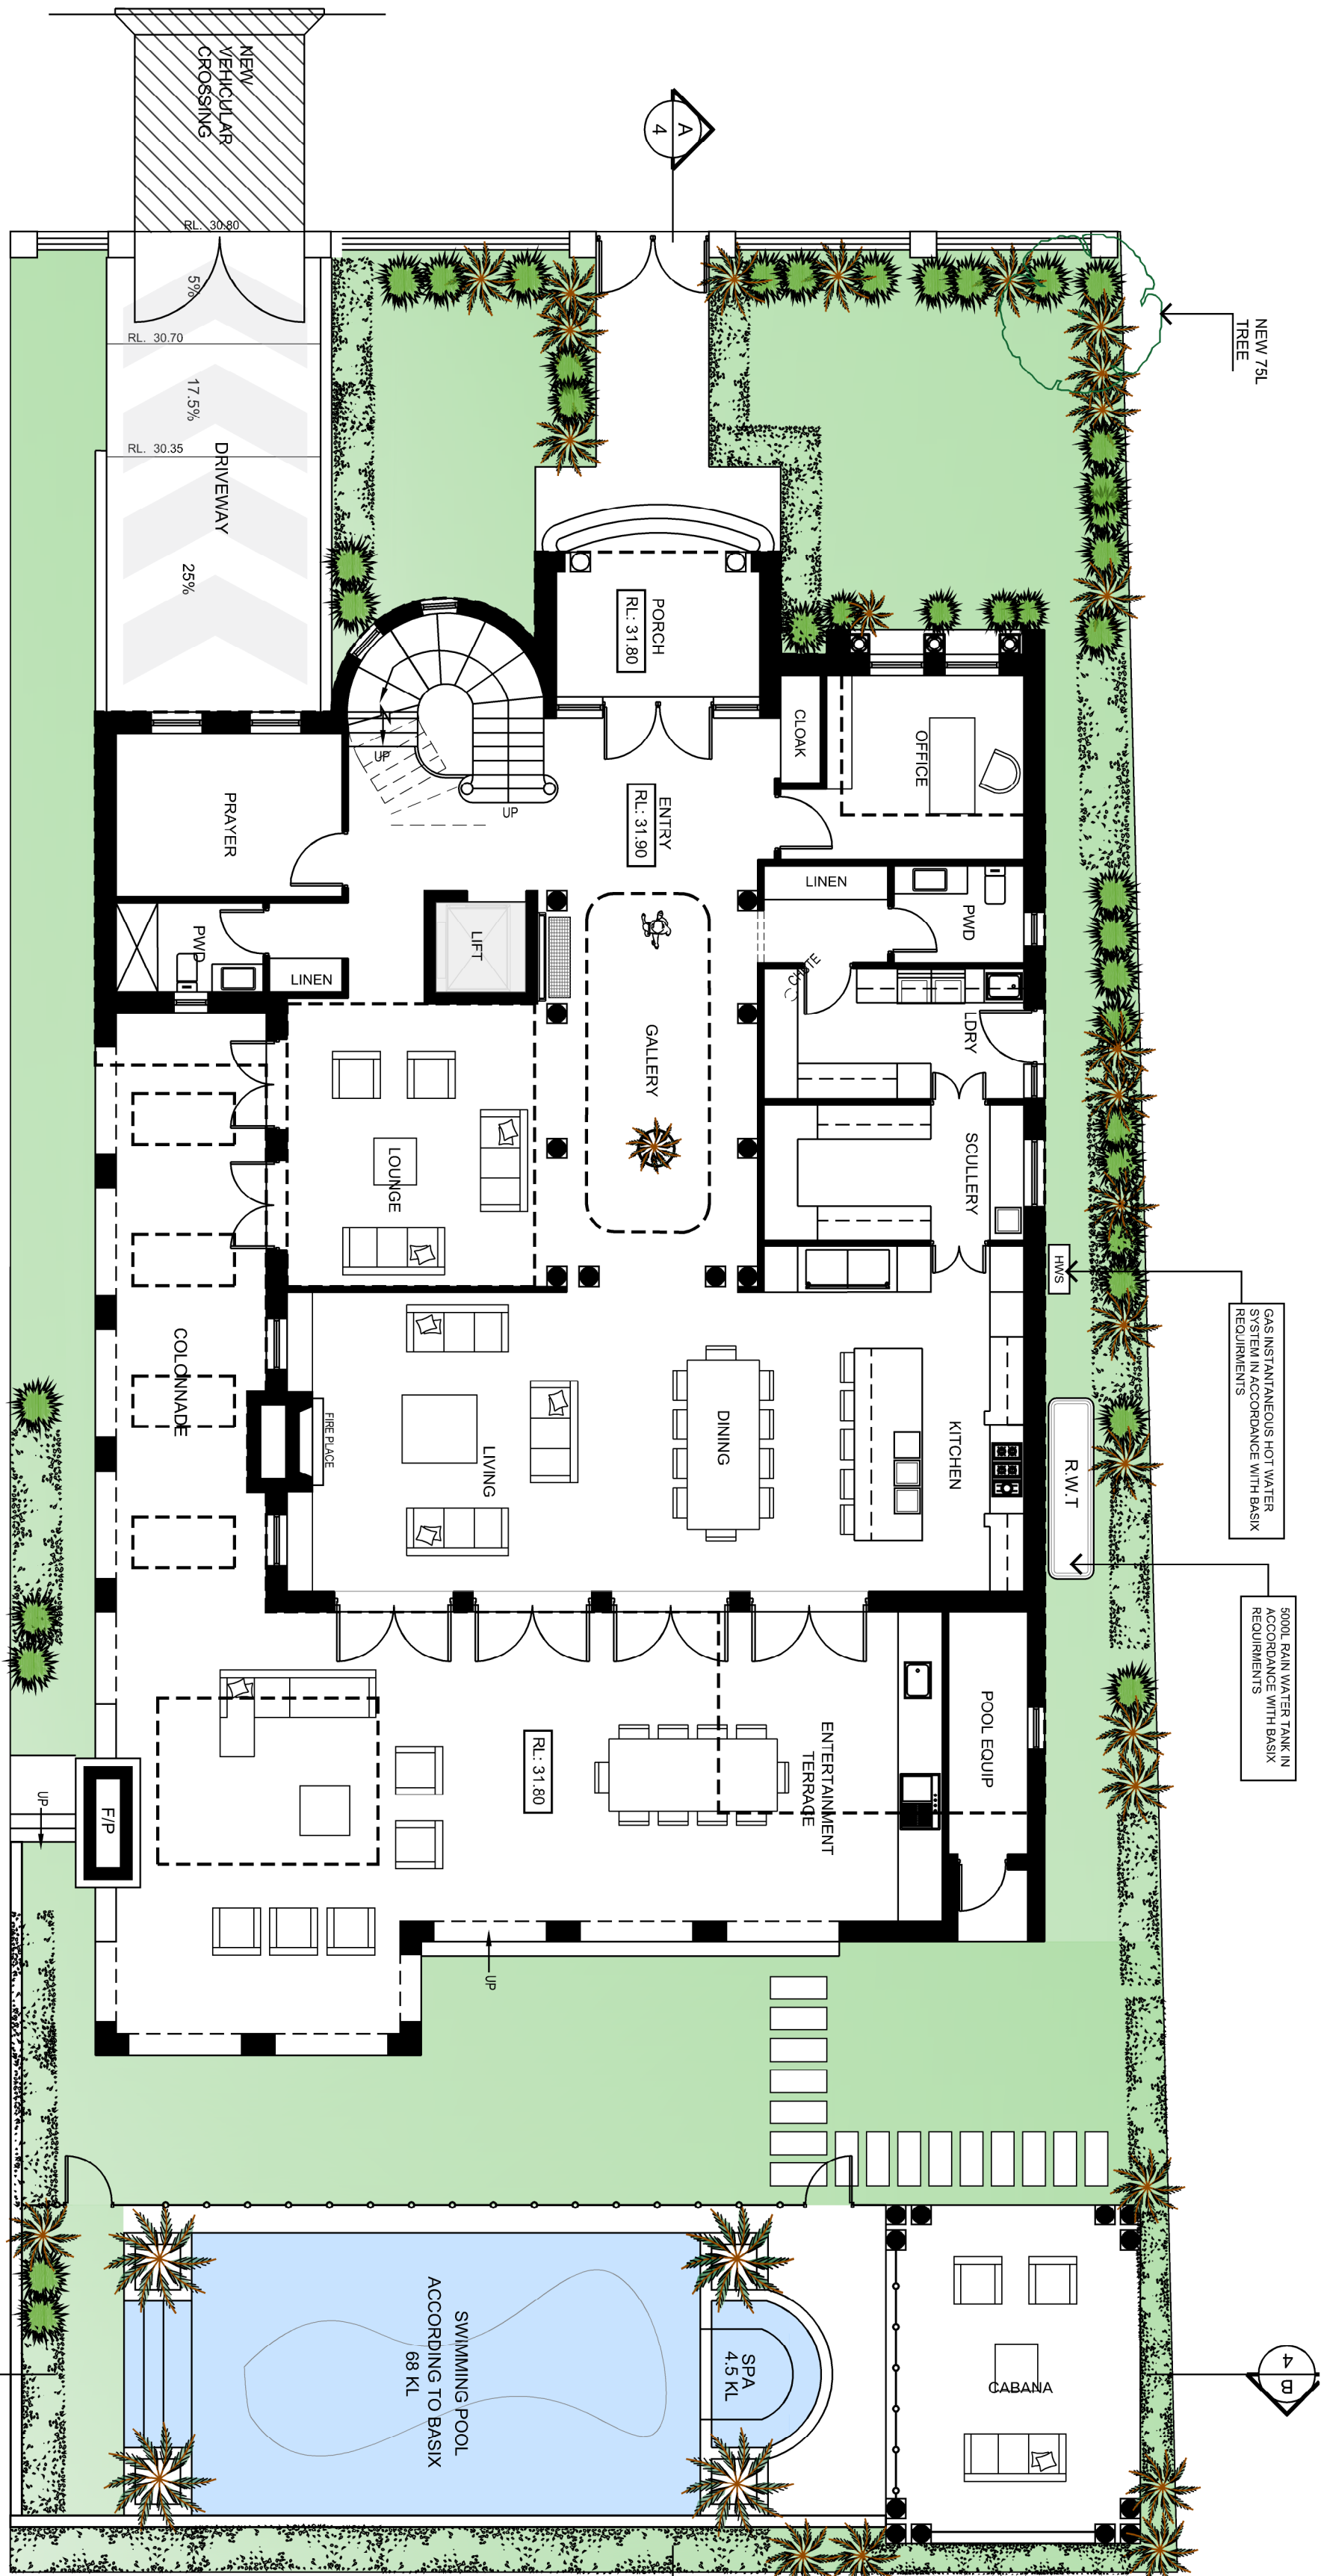 NEW
VEHICULAR
CROSSING
A
4
RL. 30.80
5%
RL. 30.70
17.5%
RL. 30.35
DRIVEWAY
25%
NEW 75L
TREE
PORCH
RL: 31.80
CLOAK
OFFICE
UP
UP
ENTRY
RL: 31.90
PRAYER
LINEN
PWD
PWD
LINEN
LIFT
GALLERY
LDRY
LOUNGE
SCULLERY
HWS
GAS INSTANTANEOUS HOT WATER
SYSTEM IN ACCORDANCE WITH BASIX
REQUIRMENTS
COLONNADE
FIRE PLACE
LIVING
DINING
KITCHEN
R.W.T
5000L RAIN WATER TANK IN
ACCORDANCE WITH BASIX
REQUIRMENTS
POOL EQUIP
ENTERTAINMENT
TERRACE
RL: 31.80
UP
F/P
UP
SWIMMING POOL
ACCORDING TO BASIX
68 KL
SPA
4.5 KL
CABANA
B
4